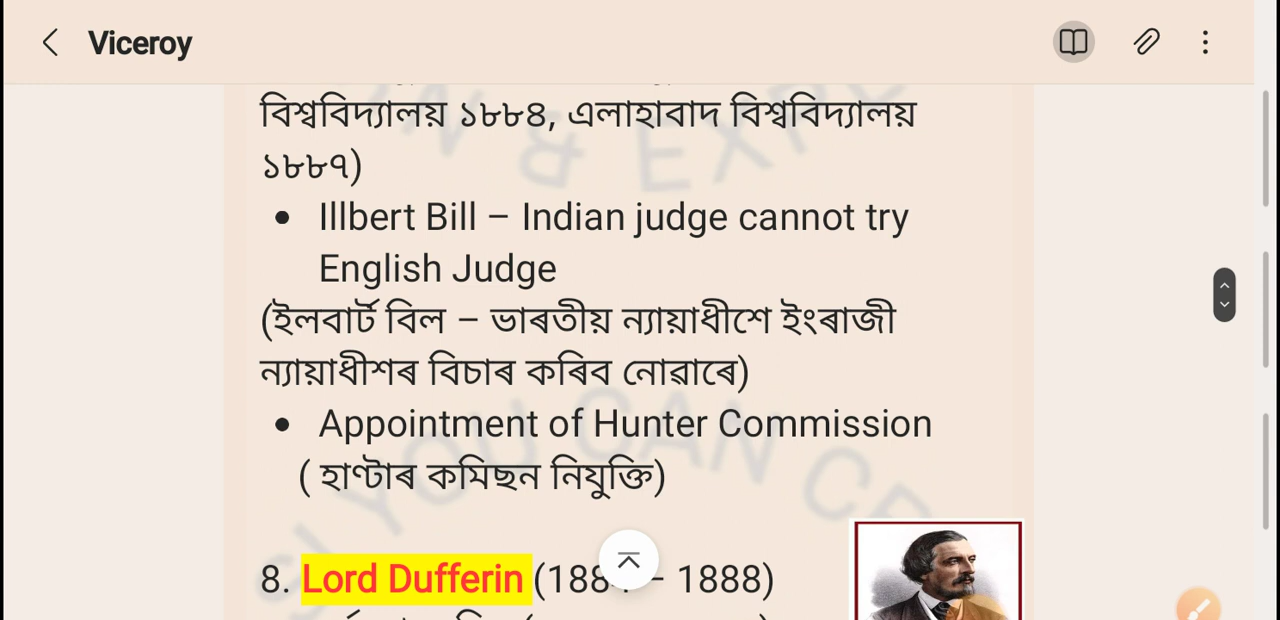 Viceroy
বিশ্ববিদ্যালয় ১৮৮৪, এলাহাবাদ বিশ্ববিদ্যালয়
১৮৮৭)
• Illbert Bill – Indian judge cannot try
English Judge
(ইলবাৰ্ট বিল – ভাৰতীয় ন্যায়াধীশে ইংৰাজী
ন্যায়াধীশৰ বিচাৰ কৰিব নোৱাৰে)
• Appointment of Hunter Commission
( হাণ্টাৰ কমিছন নিযুক্তি)
8. Lord Dufferin – 1888)